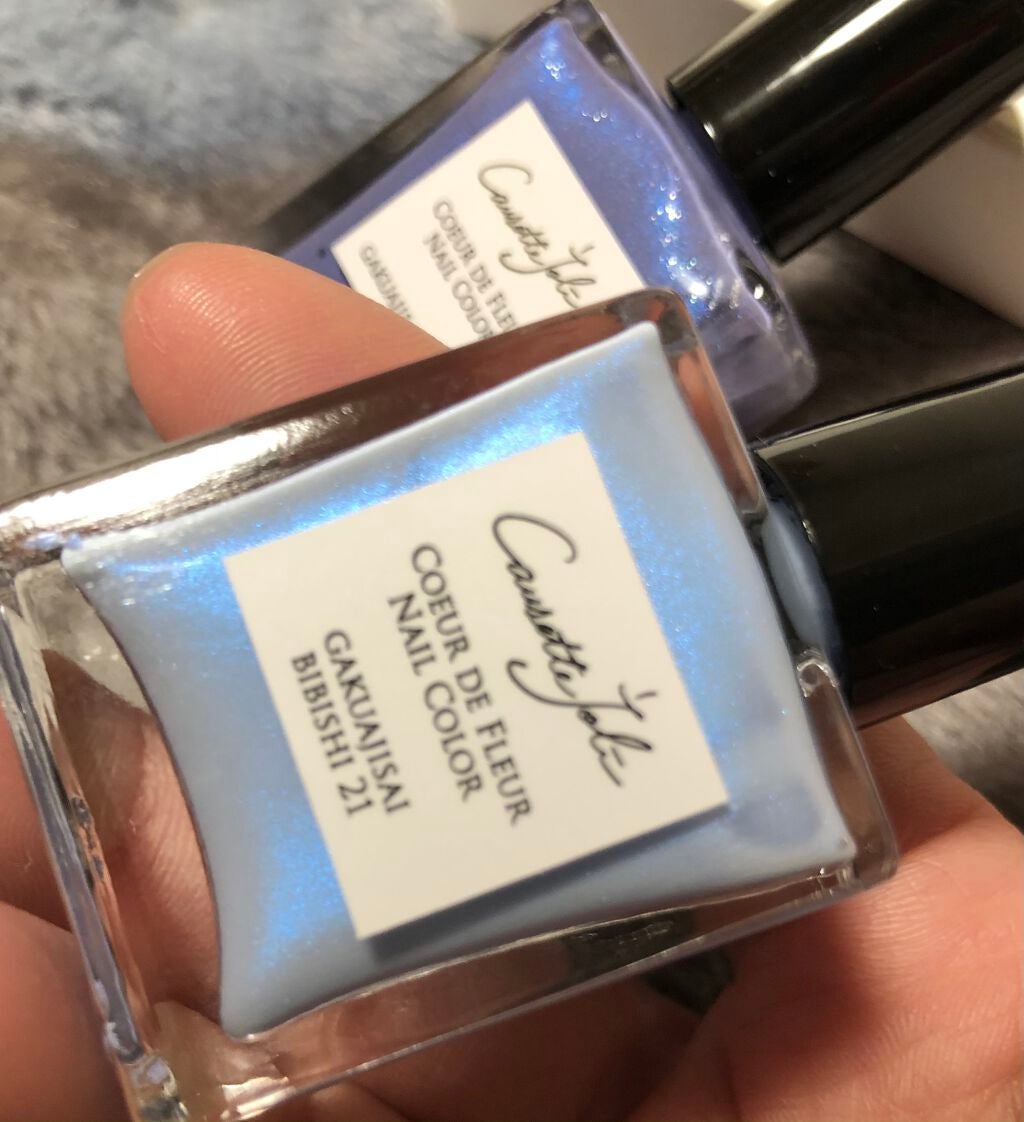 Causette Joli
COEUR DE FLEUR
NAIL COLOR
GAKUAJISAI
BIBISHI 21
Causette Joli
COEUR DE FLEUR
NAIL COLOR